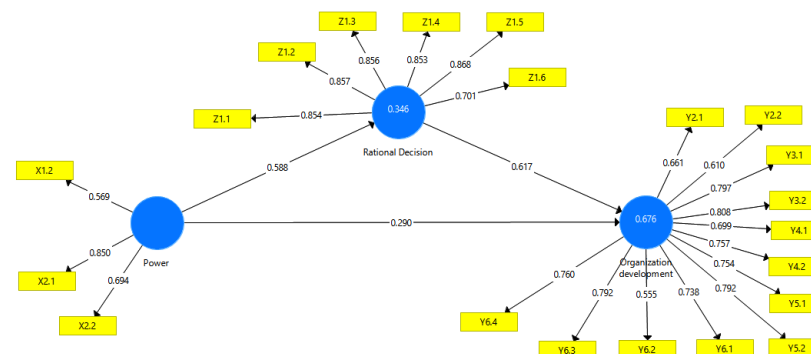 Z1.3
Z1.4
Z1.5
Z1.2
0.856
0.853
0.868
0.857
Z1.6
0.701
Z1.1
0.854
0.346
Rational Decision
Y2.1
Y2.2
X1.2
0.588
0.617
0.661
0.610
Y3.1
0.569
0.797
Y3.2
0.808
0.290
0.676
0.699
Y4.1
0.850
Power
Organization
development
0.757
Y4.2
X2.1
0.694
0.760
0.754
Y5.1
0.792
0.555
0.738
0.792
X2.2
Y6.4
Y6.3
Y6.2
Y6.1
Y5.2